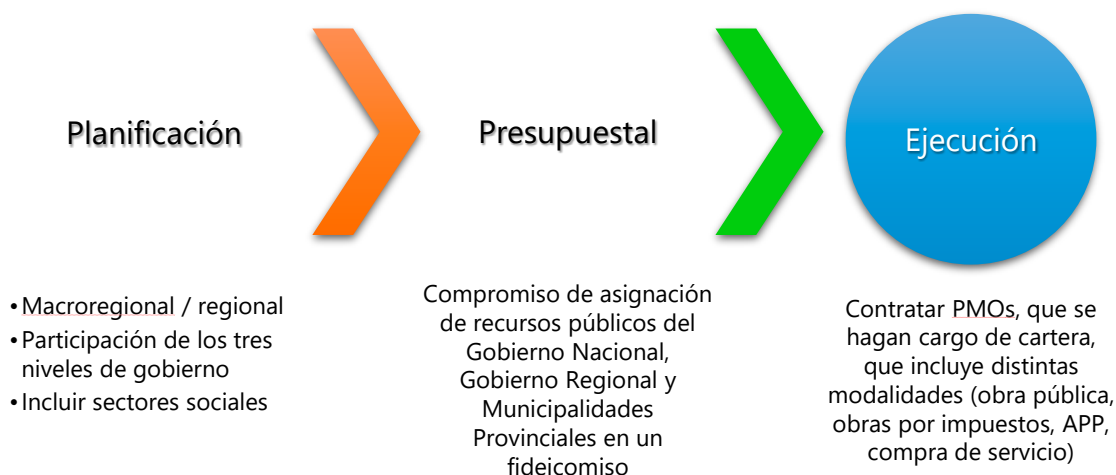 Planificación
Presupuestal
Ejecución
• Macroregional / regional
• Participación de los tres
niveles de gobierno
• Incluir sectores sociales
Compromiso de asignación
de recursos públicos del
Gobierno Nacional,
Gobierno Regional y
Municipalidades
Provinciales en un
fideicomiso
Contratar PMOs, que se
hagan cargo de cartera,
que incluye distintas
modalidades (obra pública,
obras por impuestos, APP,
compra de servicio)